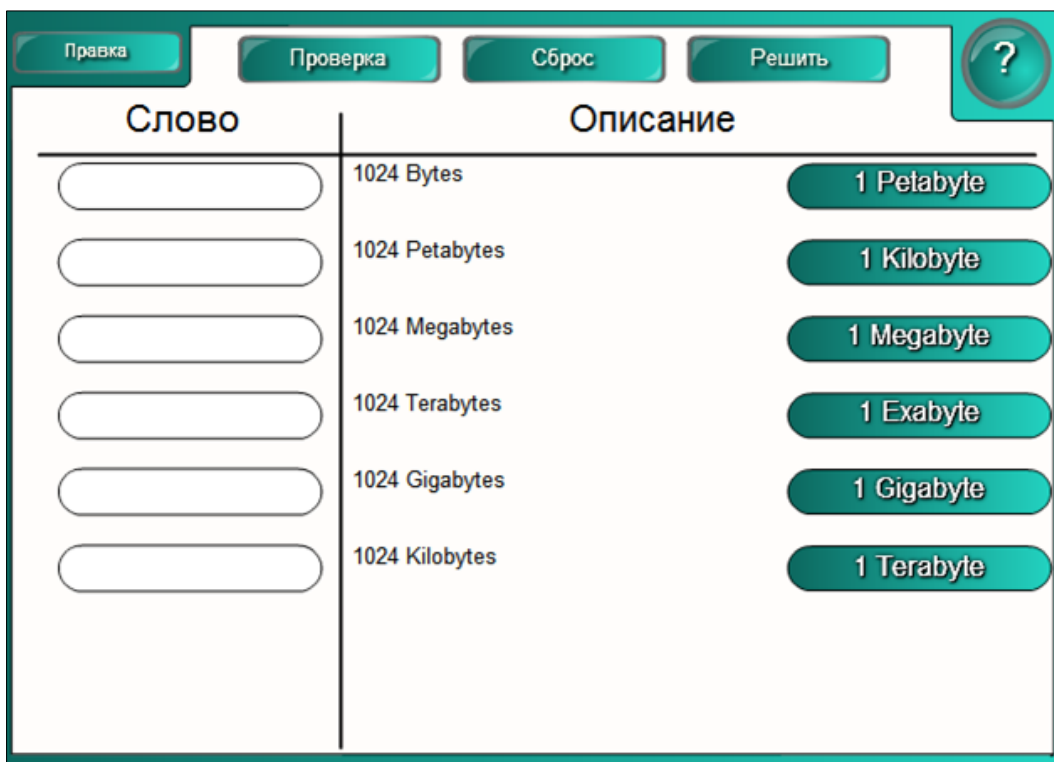 Правка
Проверка
Сброс
Решить
?
Слово
Описание
1024 Bytes
1 Petabyte
1024 Petabytes
1 Kilobyte
1024 Megabytes
1 Megabyte
1024 Terabytes
1 Exabyte
1024 Gigabytes
1 Gigabyte
1024 Kilobytes
1 Terabyte